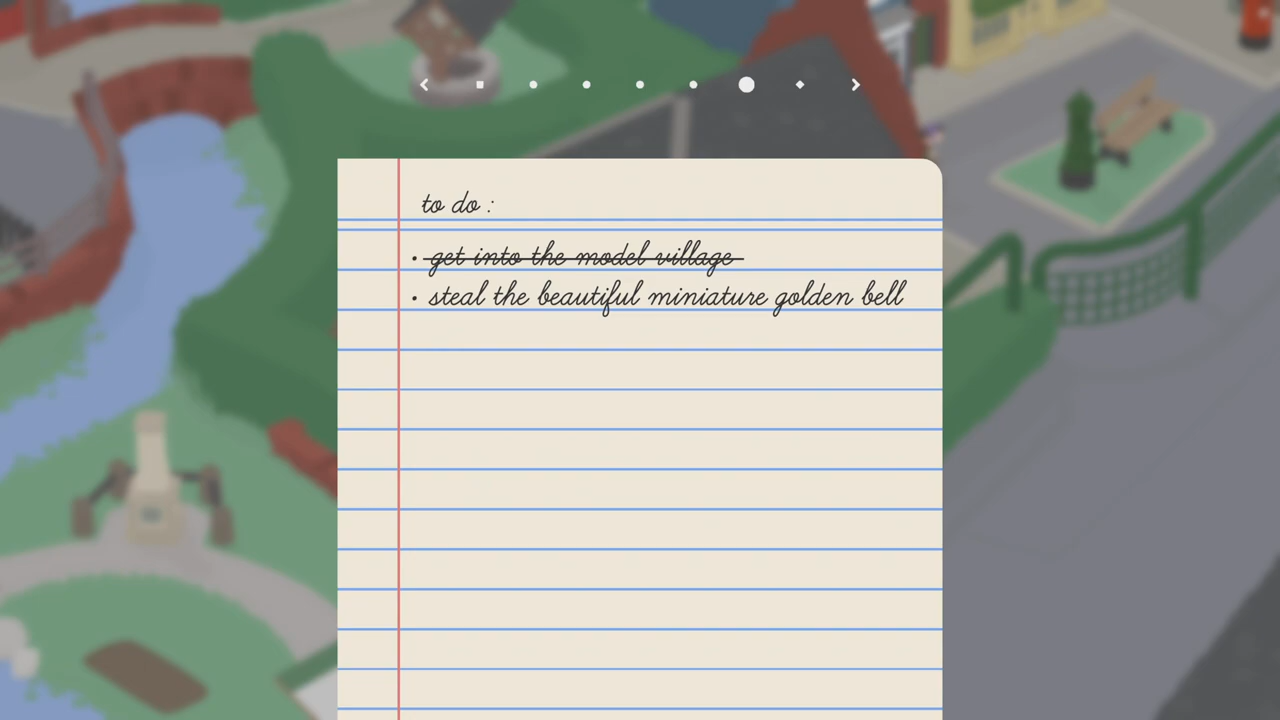 to do :
• get into the model village
• steal the beautiful miniature golden bell